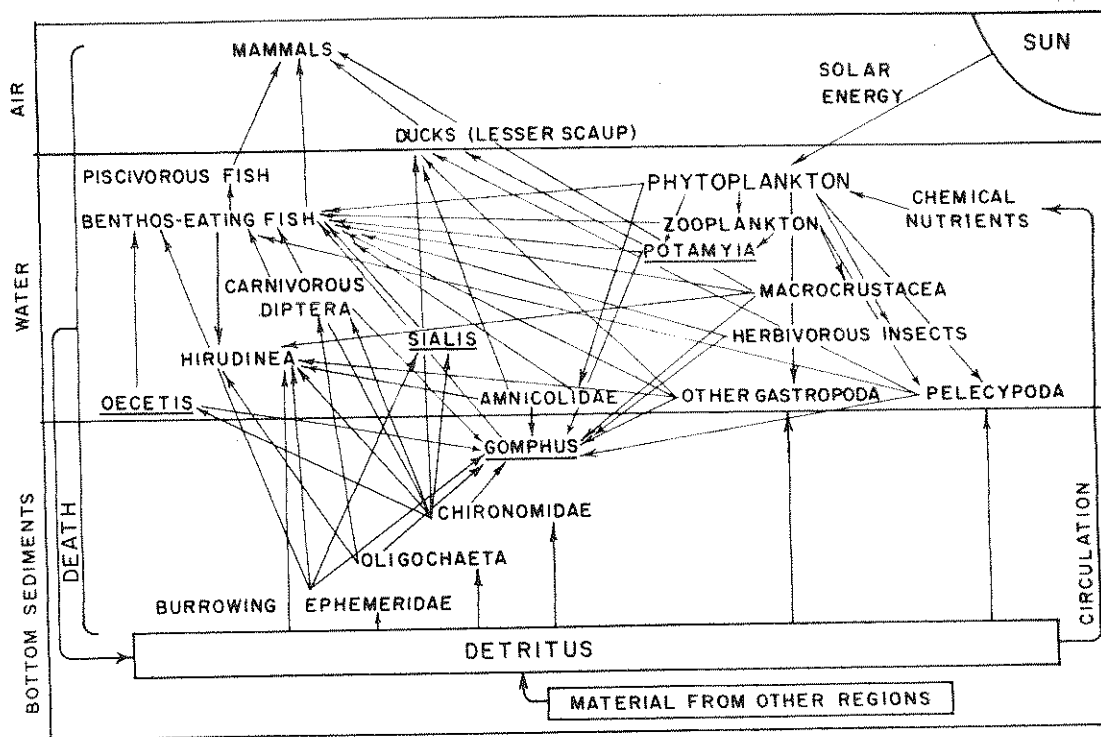 SUN
MAMMALS
SOLAR
ENERGY
AIR
DUCKS (LESSER SCAUP)
PISCIVOROUS FISH
PHYTOPLANKTON
CHEMICAL
NUTRIENTS
BENTHOS-EATING FISH
ZOOPLANKTON
POTAMYIA
WATER
CARNIVOROUS
DIPTERA
MACROCRUSTACEA
SIALIS
HERBIVOROUS INSECTS
HIRUDINEA
OECETIS
AMNICOLIDAE
OTHER GASTROPODA
PELECYPODA
GOMPHUS
BOTTOM SEDIMENTS
DEATH
CHIRONOMIDAE
CIRCULATION
OLIGOCHAETA
BURROWING EPHEMERIDAE
DETRITUS
MATERIAL FROM OTHER REGIONS